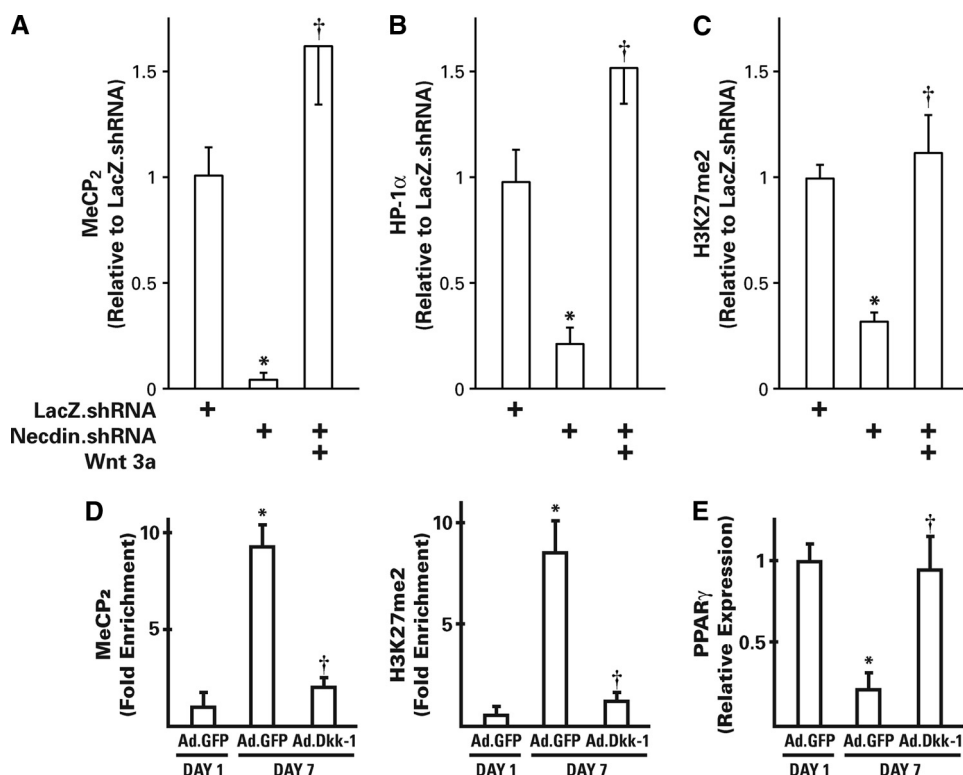 A
MeCP2
(Relative to LacZ.shRNA)
1.5
1
0.5
0
*
†
B
HP-1α
(Relative to LacZ.shRNA)
1.5
1
0.5
0
*
†
C
H3K27me2
(Relative to LacZ.shRNA)
1.5
1
0.5
0
*
†
LacZ.shRNA + + +
Necdin.shRNA + + + + + +
Wnt 3a + + +
D
MeCP2
(Fold Enrichment)
10
5
*
†
Ad.GFP Ad.GFP Ad.Dkk-1
DAY 1 DAY 7
H3K27me2
(Fold Enrichment)
10
5
*
†
Ad.GFP Ad.GFP Ad.Dkk-1
DAY 1 DAY 7
E
PPARγ
(Relative Expression)
1
0.5
*
†
Ad.GFP Ad.GFP Ad.Dkk-1
DAY 1 DAY 7